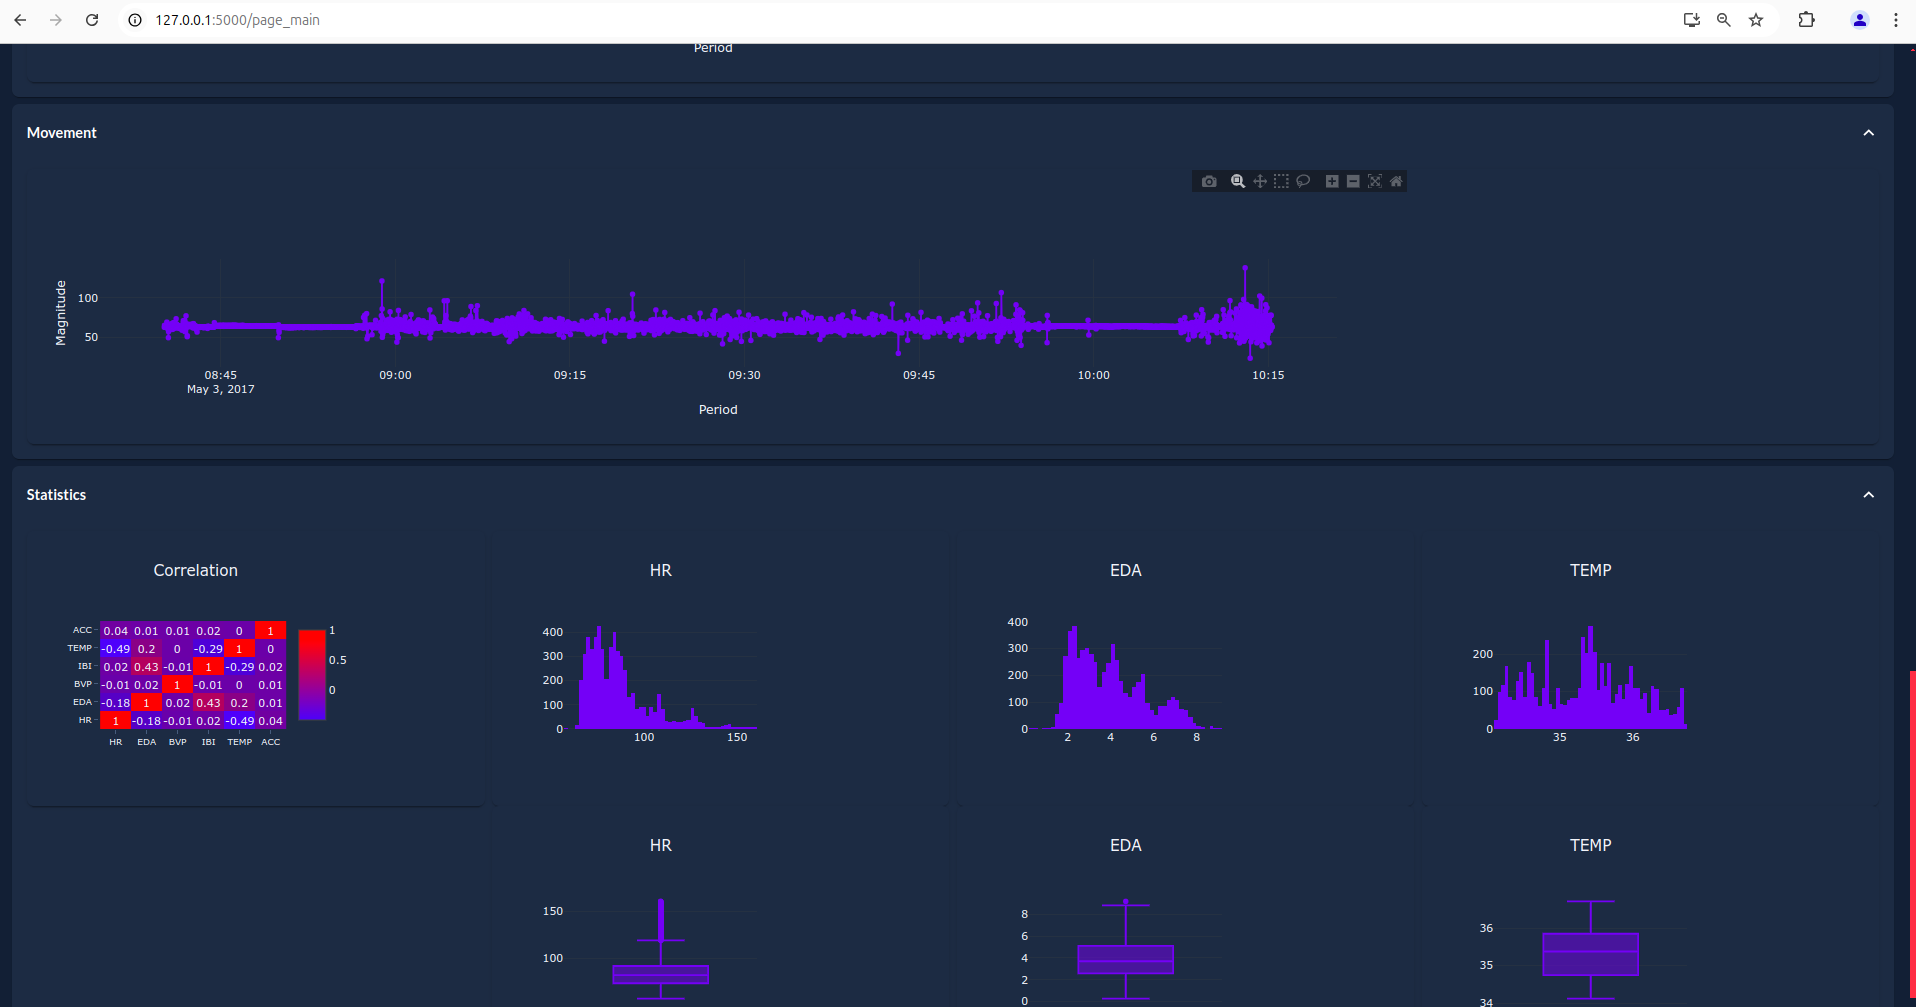 127.0.0.1:5000/page_main
Period
Movement
Magnitude
100
50
08:45 09:00 09:15 09:30 09:45 10:00 10:15
May 3, 2017
Period
Statistics
Correlation HR EDA TEMP
ACC 0.04 0.01 0.01 0.02 0 1
TEMP -0.49 0.2 0 -0.29 1 0
IBI 0.02 0.43 -0.01 1 -0.29 0.02
BVP -0.01 0.02 1 -0.01 0 0.01
EDA -0.18 1 0.02 0.43 0.2 0.01
HR 1 -0.18 -0.01 0.02 -0.49 0.04
HR EDA BVP IBI TEMP ACC
1
0.5
0
400
300
200
100
0
100 150
400
300
200
100
0
2 4 6 8
200
100
0
35 36
HR EDA TEMP
150
100
8
6
4
2
0
36
35
34